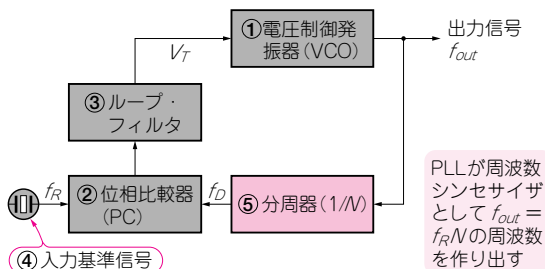 ①電圧制御発
振器(VCO)
出力信号
fout
VT
③ループ・
フィルタ
fR
②位相比較器
(PC)
fD
⑤分周器(1/N)
④入力基準信号
PLLが周波数
シンセサイザ
としてfout=
fRNの周波数
を作り出す